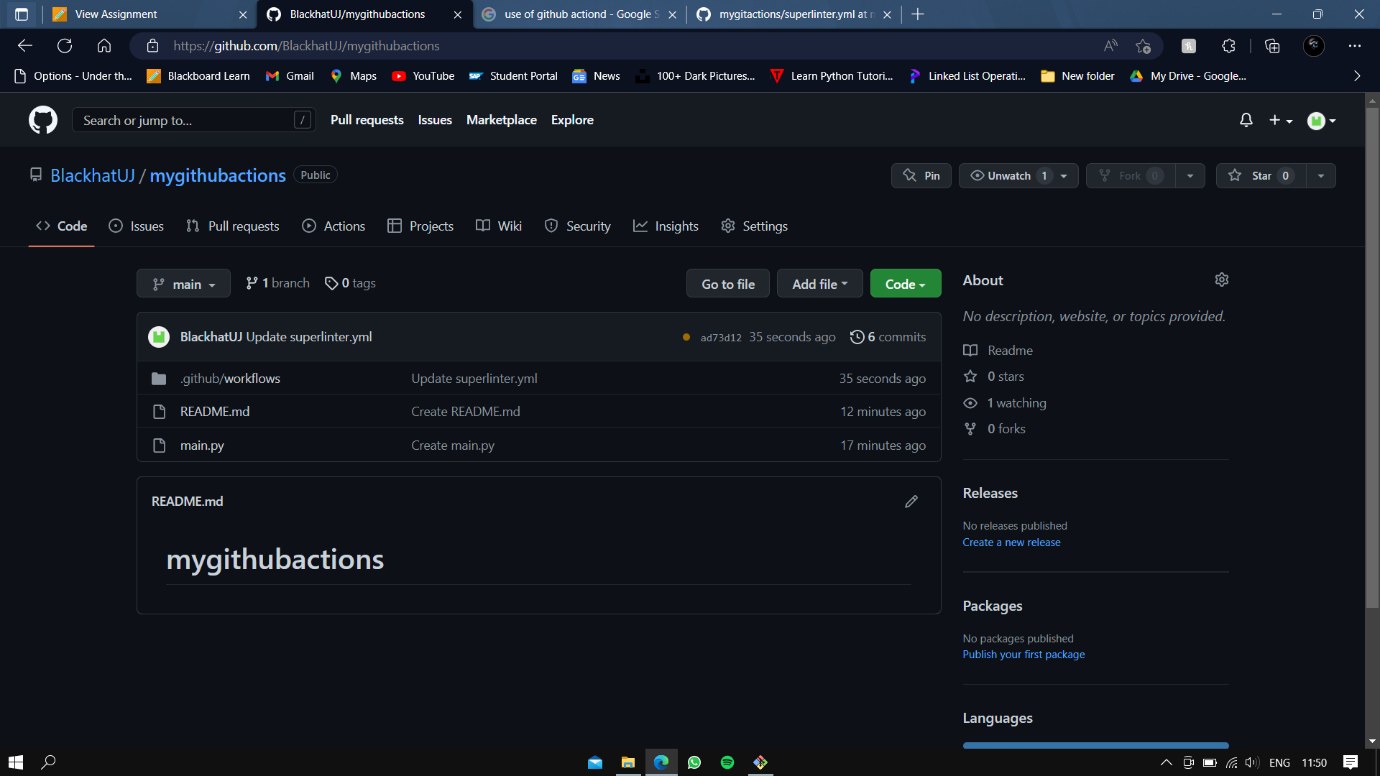 View Assignment
BlackhatUJ/mygithubactions
use of github actiond - Google S
mygitactions/superlinter.yml at m
https://github.com/BlackhatUJ/mygithubactions
Options - Under th...
Blackboard Learn
Gmail
Maps
YouTube
Student Portal
News
100+ Dark Pictures...
Learn Python Tutori...
Linked List Operati...
New folder
My Drive - Google...
Search or jump to... /
Pull requests
Issues
Marketplace
Explore
BlackhatUJ / mygithubactions Public
Pin
Unwatch 1
Fork 0
Star 0
Code
Issues
Pull requests
Actions
Projects
Wiki
Security
Insights
Settings
main
1 branch
0 tags
Go to file
Add file
Code
BlackhatUJ Update superlinter.yml
ad73d12 35 seconds ago
6 commits
.github/workflows
Update superlinter.yml
35 seconds ago
README.md
Create README.md
12 minutes ago
main.py
Create main.py
17 minutes ago
README.md
mygithubactions
About
No description, website, or topics provided.
Readme
0 stars
1 watching
0 forks
Releases
No releases published
Create a new release
Packages
No packages published
Publish your first package
Languages
ENG
11:50